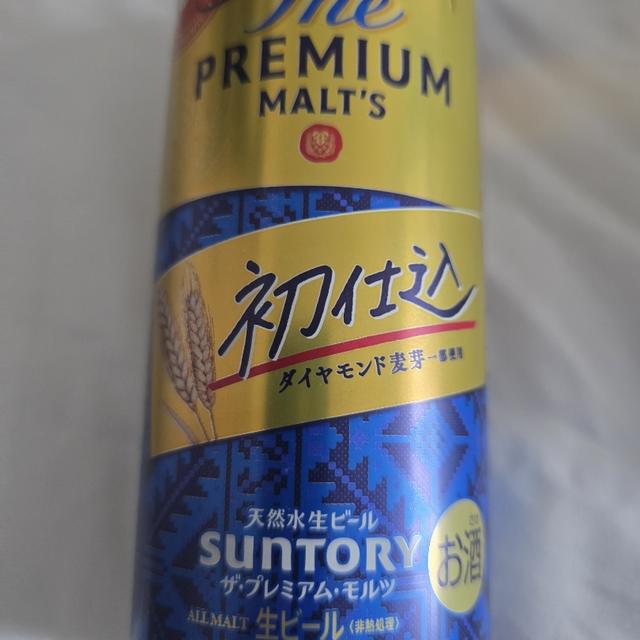 The
PREMIUM
MALT'S
初仕込
ダイヤモンド麦芽一部使用
天然水生ビール
SUNTORY
ザ・プレミアム・モルツ
お酒
ALL MALT 生ビール〈非熱処理〉